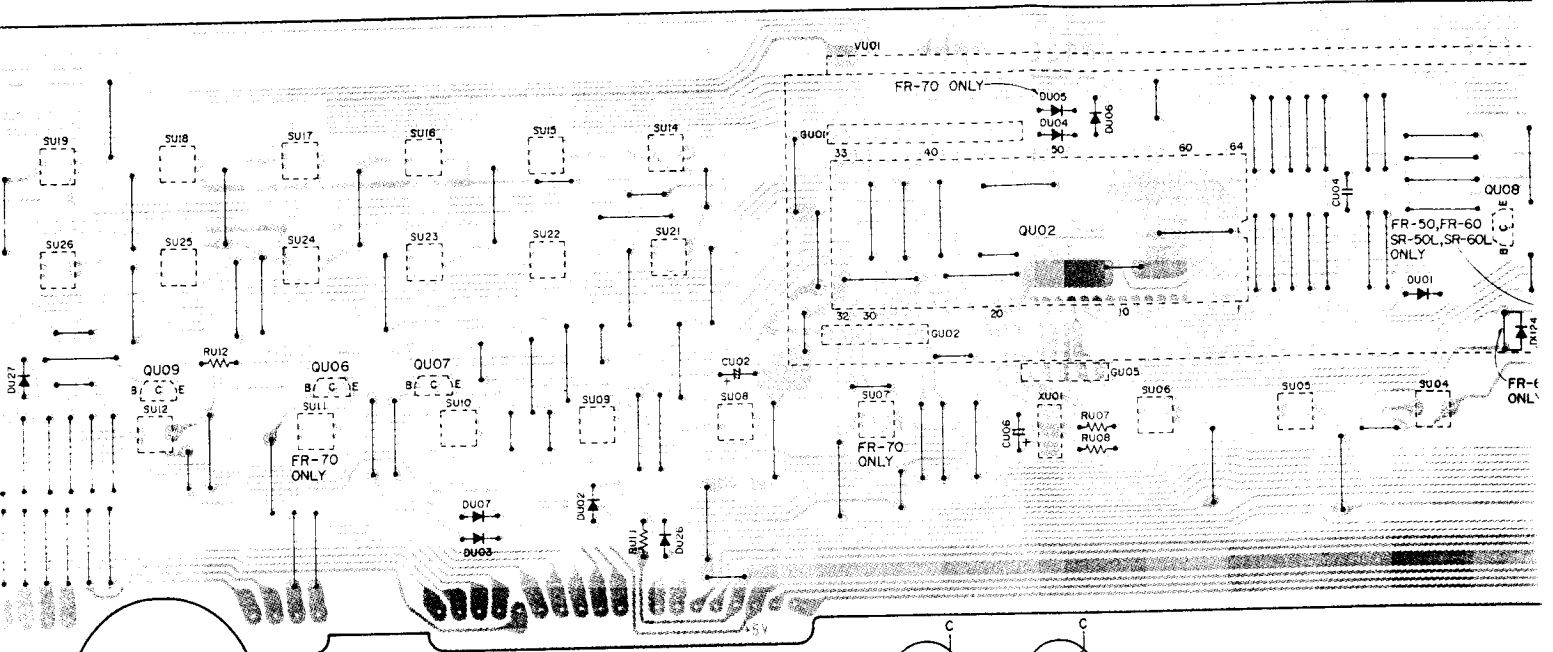 VU01
FR-70 ONLY
DU05
DU04
DU06
SU19
SU18
SU17
SU16
SU15
SU14
GU01
33
40
50
60
64
CU04
QU08
E
C
B
FR-50,FR-60
SR-50L,SR-60L
ONLY
SU26
SU25
SU24
SU23
SU22
SU21
QU02
DU01
32
30
20
10
1
GU02
DU24
DU27
RU12
QU09
B C E
QU06
B C E
QU07
B C E
CU02
+
GU05
SU12
SU11
FR-70
ONLY
SU10
SU09
SU08
SU07
FR-70
ONLY
CU06
+
XU01
RU07
RU08
SU06
SU05
SU04
ONLY
DU07
DU03
DU02
RU11
DU26
+5V
C
C